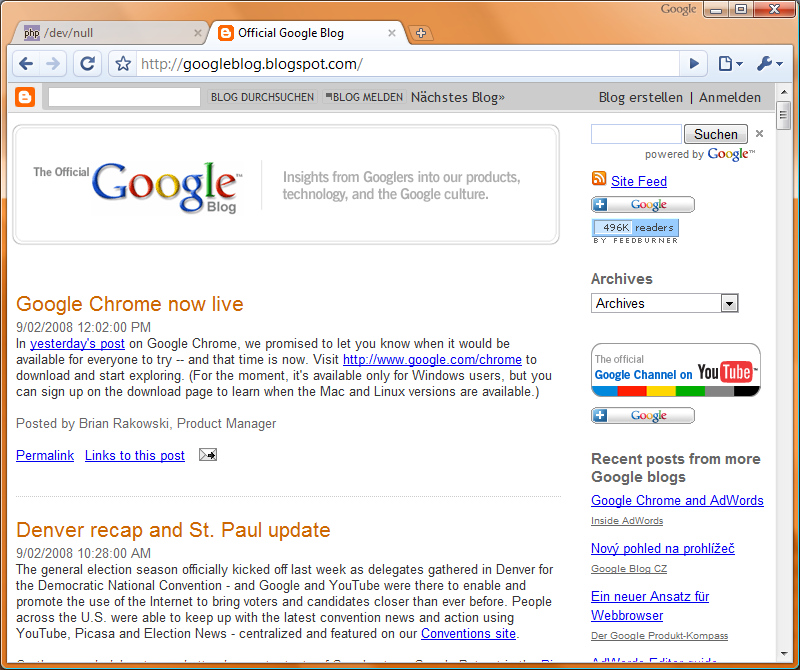 Google
php /dev/null
Official Google Blog
http://googleblog.blogspot.com/
BLOG DURCHSUCHEN
BLOG MELDEN
Nächstes Blog»
Blog erstellen | Anmelden
The Official
Google™
Blog
Insights from Googlers into our products,
technology, and the Google culture.
Google Chrome now live
9/02/2008 12:02:00 PM
In yesterday's post on Google Chrome, we promised to let you know when it would be
available for everyone to try -- and that time is now. Visit http://www.google.com/chrome to
download and start exploring. (For the moment, it's available only for Windows users, but you
can sign up on the download page to learn when the Mac and Linux versions are available.)
Posted by Brian Rakowski, Product Manager
Permalink Links to this post
Denver recap and St. Paul update
9/02/2008 10:28:00 AM
The general election season officially kicked off last week as delegates gathered in Denver for
the Democratic National Convention - and Google and YouTube were there to enable and
promote the use of the Internet to bring voters and candidates closer than ever before. People
across the U.S. were able to keep up with the latest convention news and action using
YouTube, Picasa and Election News - centralized and featured on our Conventions site.
Suchen
powered by Google™
Site Feed
Google
496K readers
BY FEEDBURNER
Archives
Archives
The official
Google Channel on YouTube™
Google
Recent posts from more
Google blogs
Google Chrome and AdWords
Inside AdWords
Nový pohled na prohlížeč
Google Blog CZ
Ein neuer Ansatz für
Webbrowser
Der Google Produkt-Kompass
AdWords Editor guide